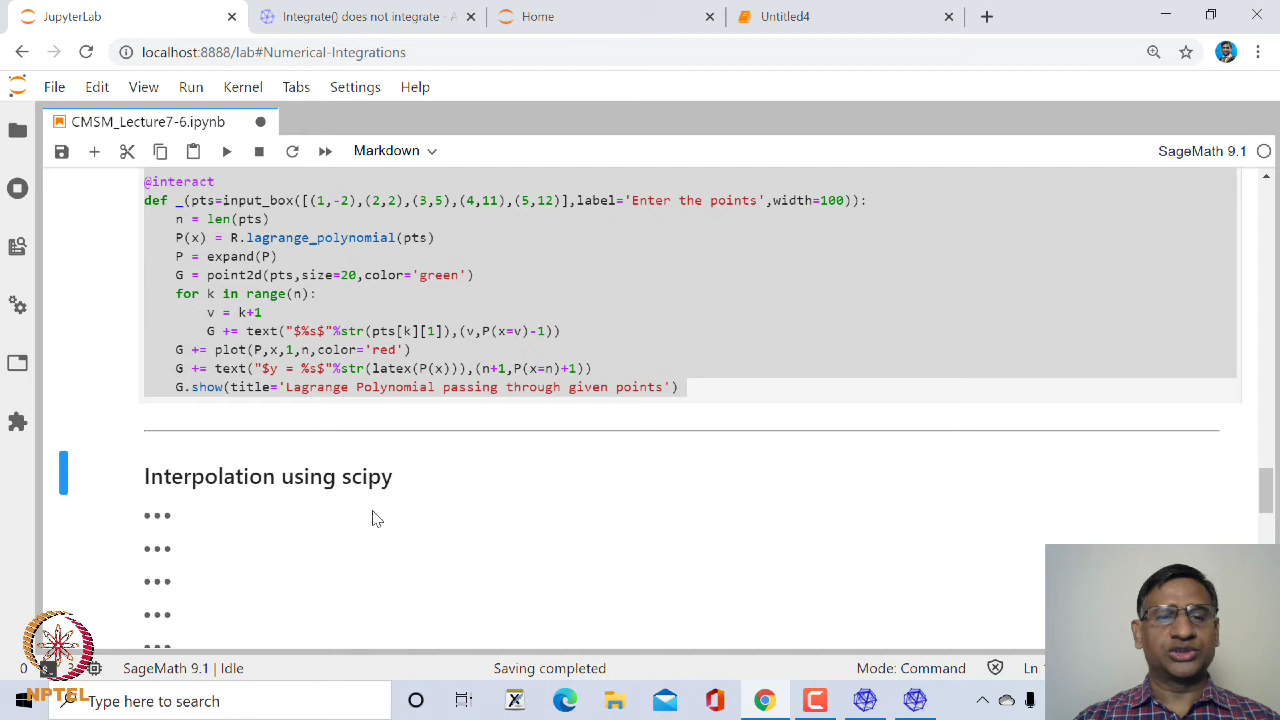 JupyterLab
Integrate() does not integrate - A
Home
Untitled4
localhost:8888/lab#Numerical-Integrations
File Edit View Run Kernel Tabs Settings Help
CMSM_Lecture7-6.ipynb
Markdown
SageMath 9.1
@interact
def _(pts=input_box([(1,-2),(2,2),(3,5),(4,11),(5,12)],label='Enter the points',width=100)):
n = len(pts)
P(x) = R.lagrange_polynomial(pts)
P = expand(P)
G = point2d(pts,size=20,color='green')
for k in range(n):
v = k+1
G += text("$%s$"%str(pts[k][1]),(v,P(x=v)-1))
G += plot(P,x,1,n,color='red')
G += text("$y = %s$"%str(latex(P(x))),(n+1,P(x=n)+1))
G.show(title='Lagrange Polynomial passing through given points')
Interpolation using scipy
0
SageMath 9.1 | Idle
Saving completed
Mode: Command
Ln 1
NPTEL
Type here to search